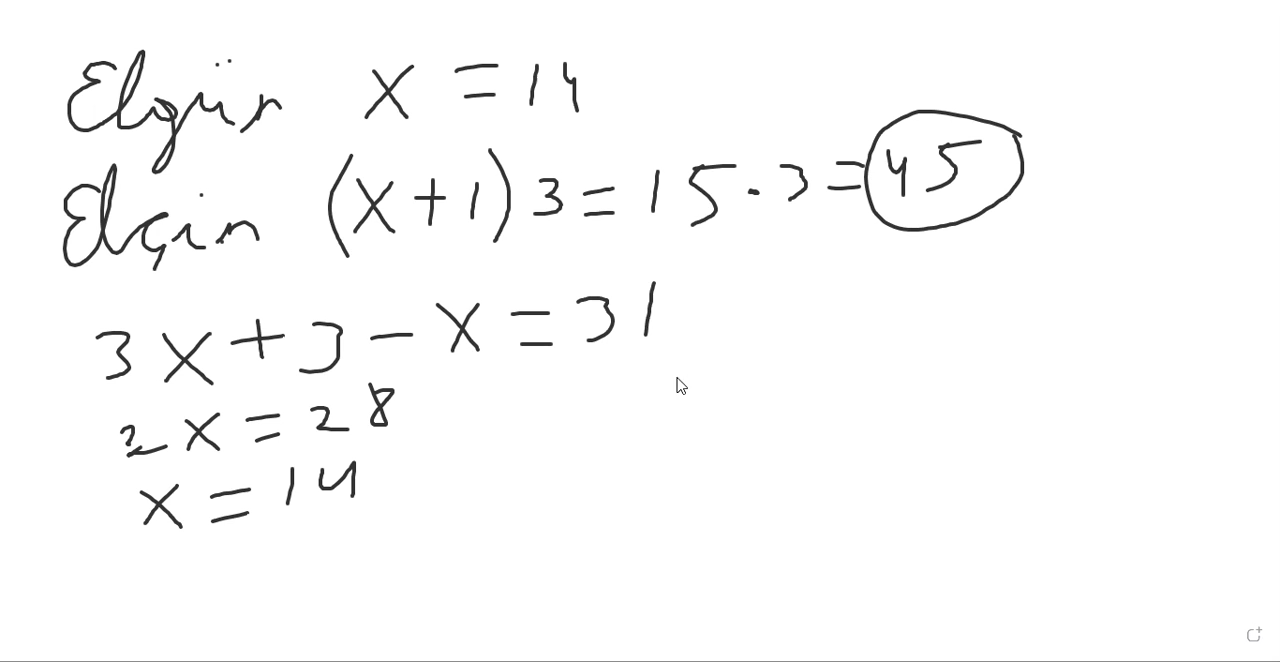 Elgün x = 14
Elçin (x+1)3 = 15·3 = 45
3x+3-x=31
2x=28
x=14